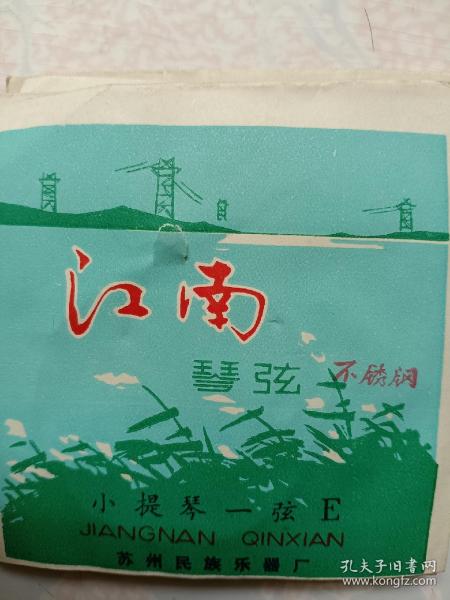 江南
琴弦 不锈钢
小提琴一弦 E
JIANGNAN QINXIAN
苏州民族乐器厂
孔夫子旧书网
www.kongfz.com